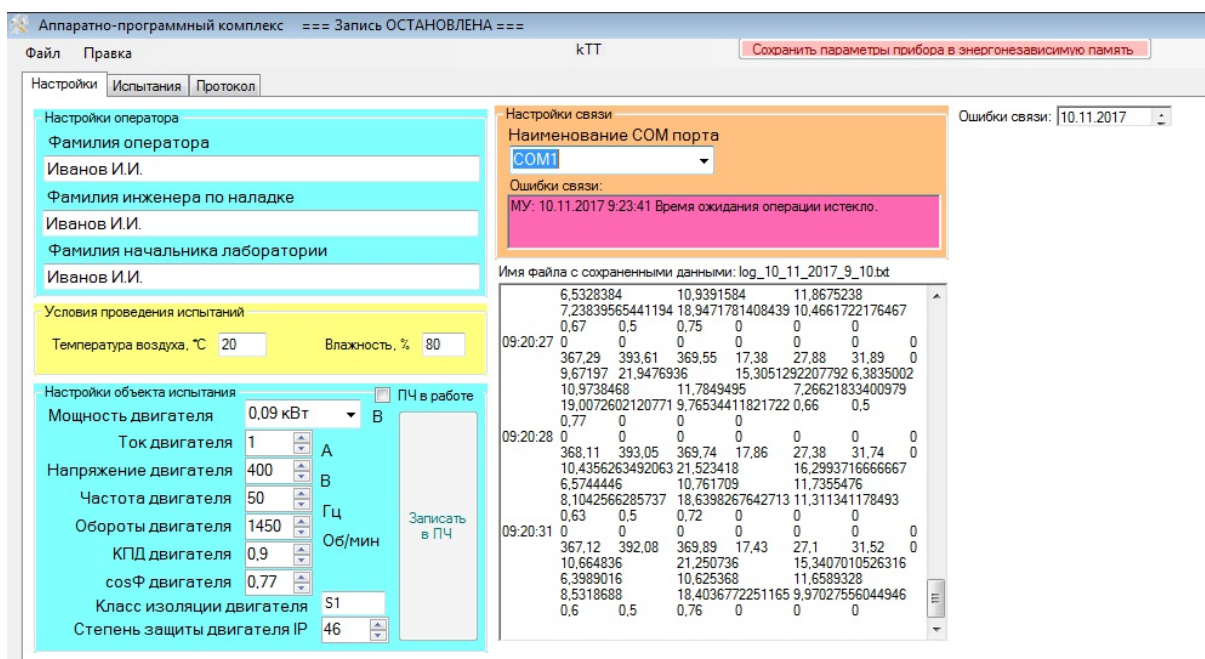 Аппаратно-программный комплекс === Запись ОСТАНОВЛЕНА ===
Файл Правка kTT Сохранить параметры прибора в энергонезависимую память
Настройки Испытания Протокол
Настройки оператора
Фамилия оператора
Иванов И.И.
Фамилия инженера по наладке
Иванов И.И.
Фамилия начальника лаборатории
Иванов И.И.
Условия проведения испытаний
Температура воздуха, °C 20 Влажность, % 80
Настройки объекта испытания ПЧ в работе
Мощность двигателя 0,09 кВт В
Ток двигателя 1 А
Напряжение двигателя 400 В
Частота двигателя 50 Гц
Обороты двигателя 1450 Об/мин
КПД двигателя 0,9
cosФ двигателя 0,77
Класс изоляции двигателя S1
Степень защиты двигателя IP 46
Записать
в ПЧ
Настройки связи
Наименование COM порта
COM1
Ошибки связи:
МУ: 10.11.2017 9:23:41 Время ожидания операции истекло.
Ошибки связи: 10.11.2017
Имя файла с сохраненными данными: log_10_11_2017_9_10.txt
6,5328384 10,9391584 11,8675238
7,23839565441194 18,9471781408439 10,4661722176467
0,67 0,5 0,75 0 0 0
09:20:27 0 0 0 0 0 0 0
367,29 393,61 369,55 17,38 27,88 31,89 0
9,67197 21,9476936 15,3051292207792 6,3835002
10,9738468 11,7849495 7,26621833400979
19,0072602120771 9,76534411821722 0,66 0,5
0,77 0 0 0
09:20:28 0 0 0 0 0 0 0
368,11 393,05 369,74 17,86 27,38 31,74 0
10,4356263492063 21,523418 16,2993716666667
6,5744446 10,761709 11,7355476
8,1042566285737 18,6398267642713 11,311341178493
0,63 0,5 0,72 0 0 0
09:20:31 0 0 0 0 0 0 0
367,12 392,08 369,89 17,43 27,1 31,52 0
10,664836 21,250736 15,3407010526316
6,3989016 10,625368 11,6589328
8,5318688 18,4036772251165 9,97027556044946
0,6 0,5 0,76 0 0 0